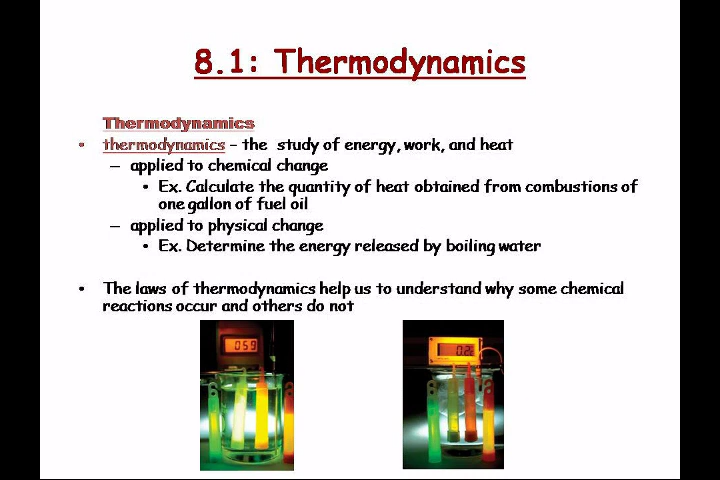 8.1: Thermodynamics
Thermodynamics
• thermodynamics – the study of energy, work, and heat
– applied to chemical change
• Ex. Calculate the quantity of heat obtained from combustions of
one gallon of fuel oil
– applied to physical change
• Ex. Determine the energy released by boiling water
• The laws of thermodynamics help us to understand why some chemical
reactions occur and others do not
059